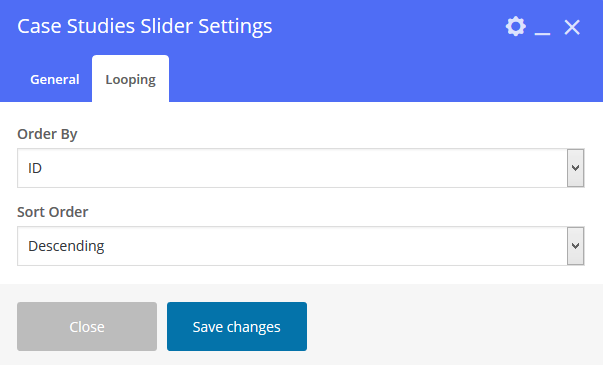 Case Studies Slider Settings
General Looping
Order By
ID
Sort Order
Descending
Close Save changes